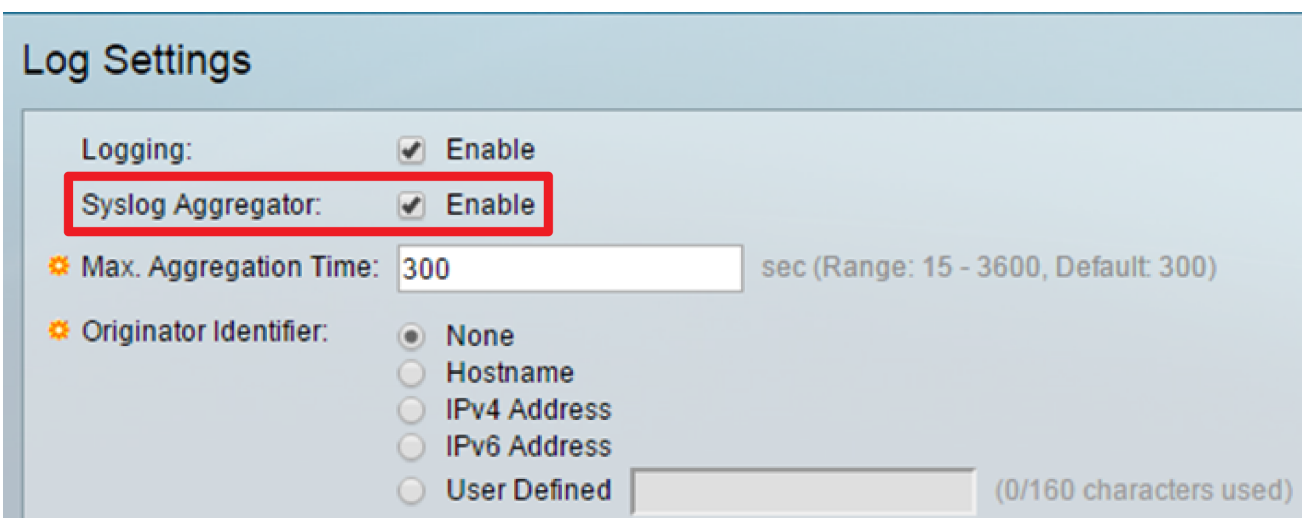 Log Settings
Logging: Enable
Syslog Aggregator: Enable
Max. Aggregation Time: 300 sec (Range: 15 - 3600, Default: 300)
Originator Identifier: None
Hostname
IPv4 Address
IPv6 Address
User Defined (0/160 characters used)